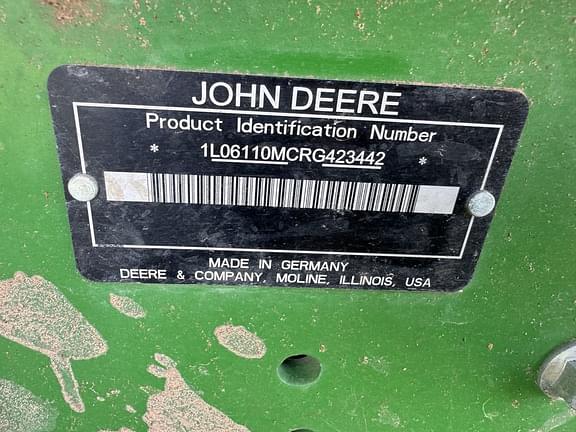 JOHN DEERE
Product Identification Number
* 1L06110MCRG423442 *
MADE IN GERMANY
DEERE & COMPANY, MOLINE, ILLINOIS, USA